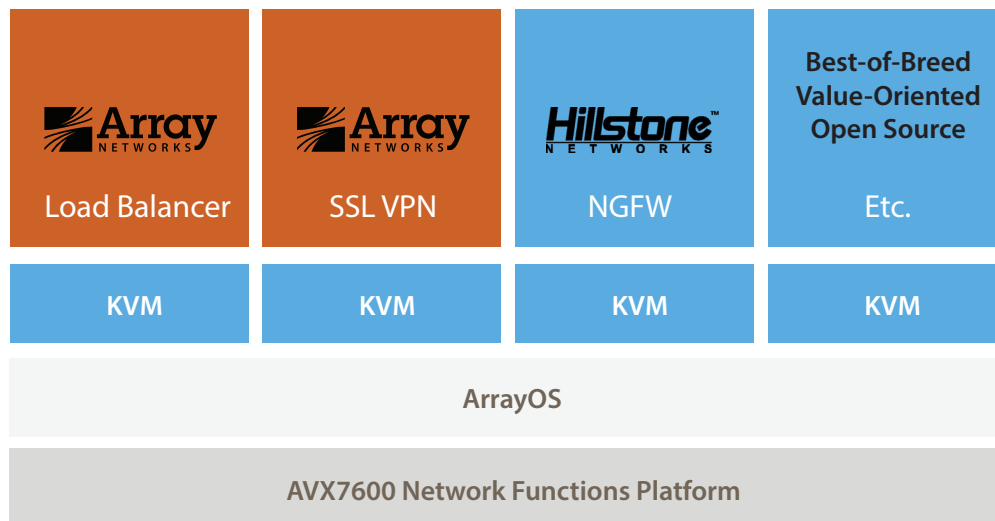 Array
NETWORKS
Load Balancer
Array
NETWORKS
SSL VPN
Hillstone™
NETWORKS
NGFW
Best-of-Breed
Value-Oriented
Open Source
Etc.
KVM
KVM
KVM
KVM
ArrayOS
AVX7600 Network Functions Platform